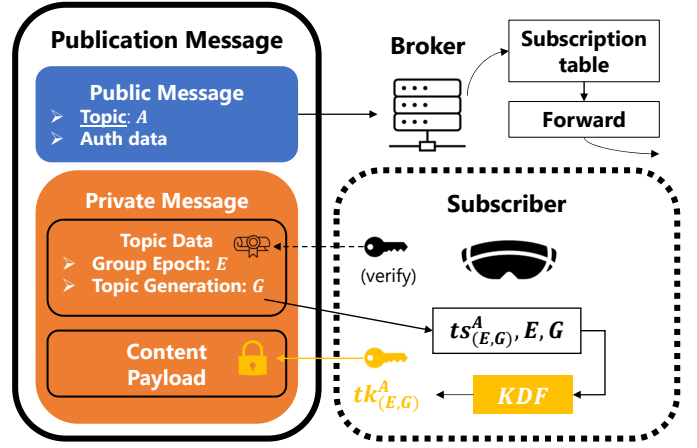 Publication Message
Public Message
➢ Topic: A
➢ Auth data
Private Message
Topic Data
➢ Group Epoch: E
➢ Topic Generation: G
Content
Payload
Broker
Subscription
table
Forward
Subscriber
(verify)
ts^A_(E,G), E, G
KDF
tk^A_(E,G)